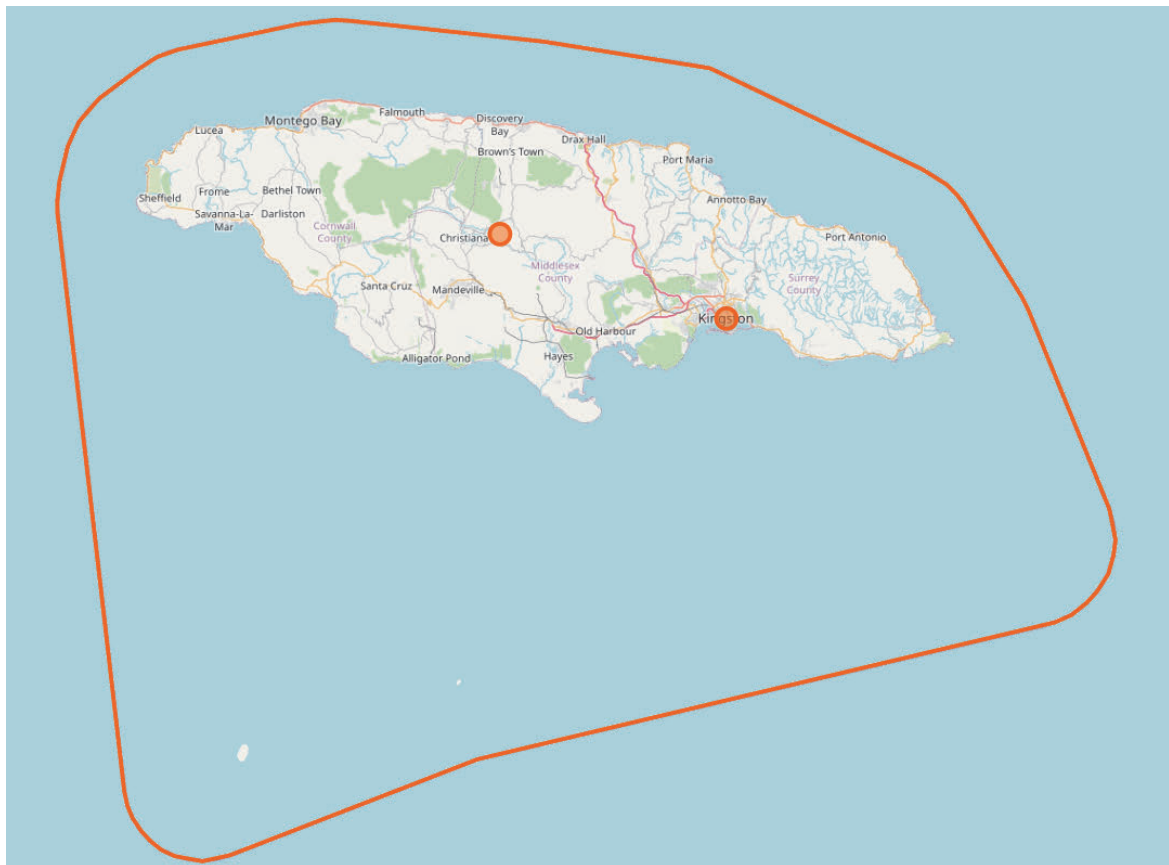 Montego Bay
Falmouth
Discovery
Bay
Lucea
Drax Hall
Brown's Town
Port Maria
Sheffield
Frome
Bethel Town
Annotto Bay
Savanna-La-
Mar
Darliston
Cornwall
County
Christiana
Port Antonio
Middlesex
County
Surrey
County
Santa Cruz
Mandeville
Kingston
Old Harbour
Alligator Pond
Hayes